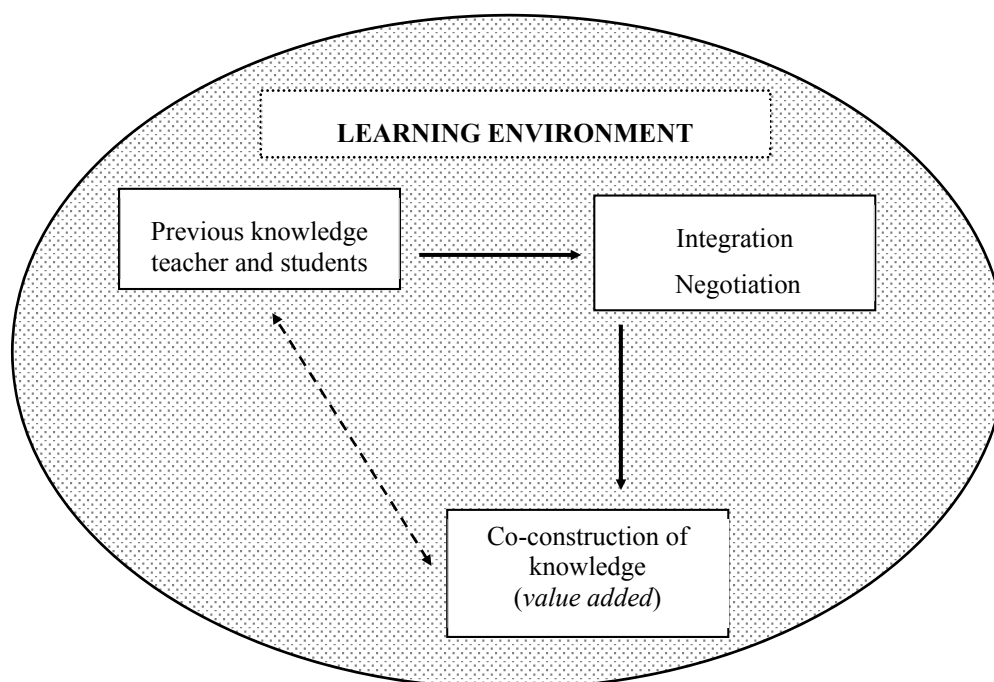 LEARNING ENVIRONMENT
Previous knowledge
teacher and students
Integration
Negotiation
Co-construction of
knowledge
(value added)